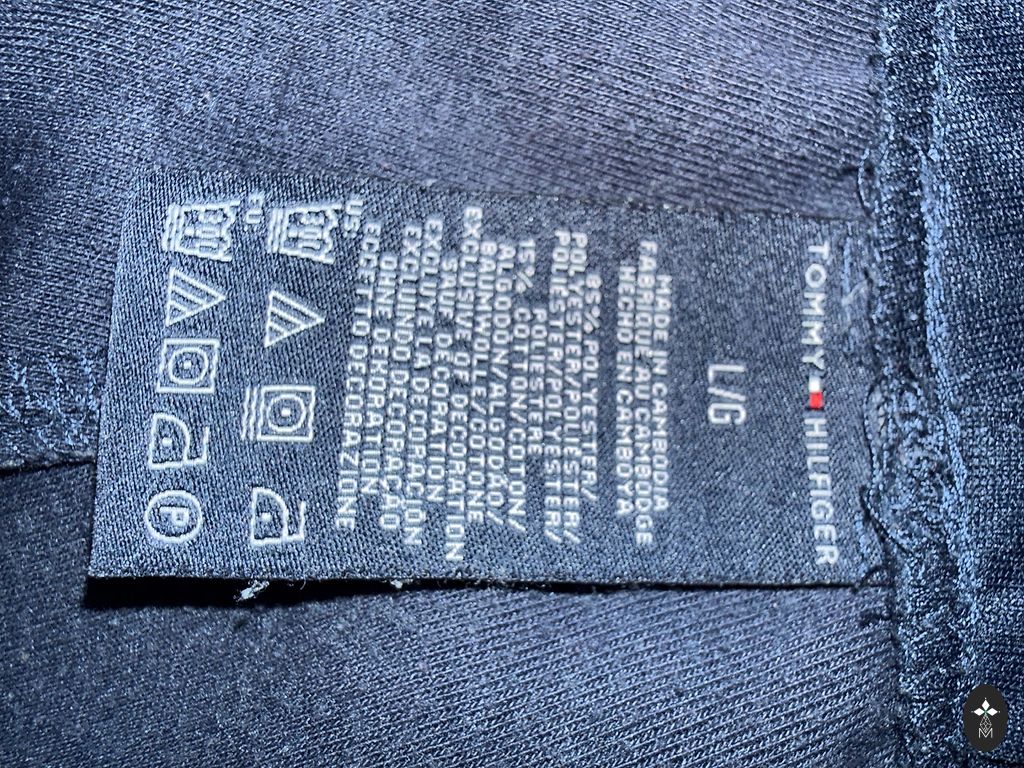 TOMMY HILFIGER
L/G
MADE IN CAMBODIA
FABRIQUÉ AU CAMBODGE
HECHO EN CAMBOYA
85% POLYESTER/
POLYESTER/POLIESTER/
POLIÉSTER/POLYESTER/
POLIESTERE
15% COTTON/COTON/
ALGODÓN/ALGODÃO/
BAUMWOLLE/COTONE
EXCLUSIVE OF DECORATION
SAUF DÉCORATION
EXCLUYE LA DECORACIÓN
EXCLUINDO DECORAÇÃO
OHNE DEKORATION
ECCETTO DECORAZIONE
US
EU
P
M